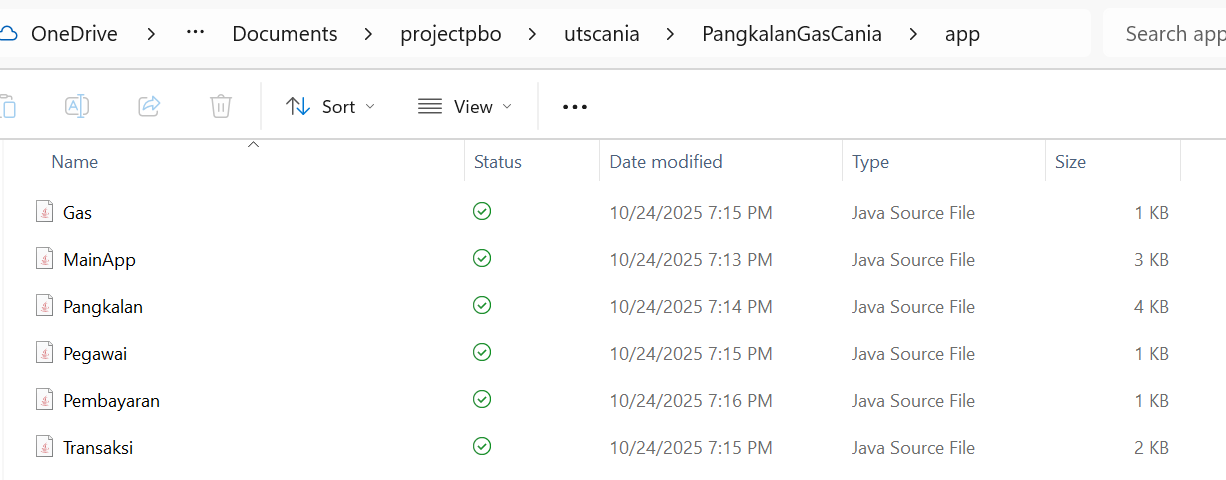 OneDrive > ... Documents > projectpbo > utscania > PangkalanGasCania > app Search app
Sort View ...
Name Status Date modified Type Size
Gas 10/24/2025 7:15 PM Java Source File 1 KB
MainApp 10/24/2025 7:13 PM Java Source File 3 KB
Pangkalan 10/24/2025 7:14 PM Java Source File 4 KB
Pegawai 10/24/2025 7:15 PM Java Source File 1 KB
Pembayaran 10/24/2025 7:16 PM Java Source File 1 KB
Transaksi 10/24/2025 7:15 PM Java Source File 2 KB